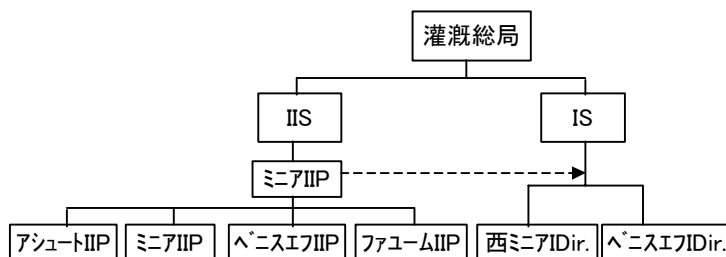 灌漑総局
IIS
IS
ミニアIIP
アシュートIIP
ミニアIIP
ベニスエフIIP
ファユームIIP
西ミニアIDir.
ベニスエフIDir.